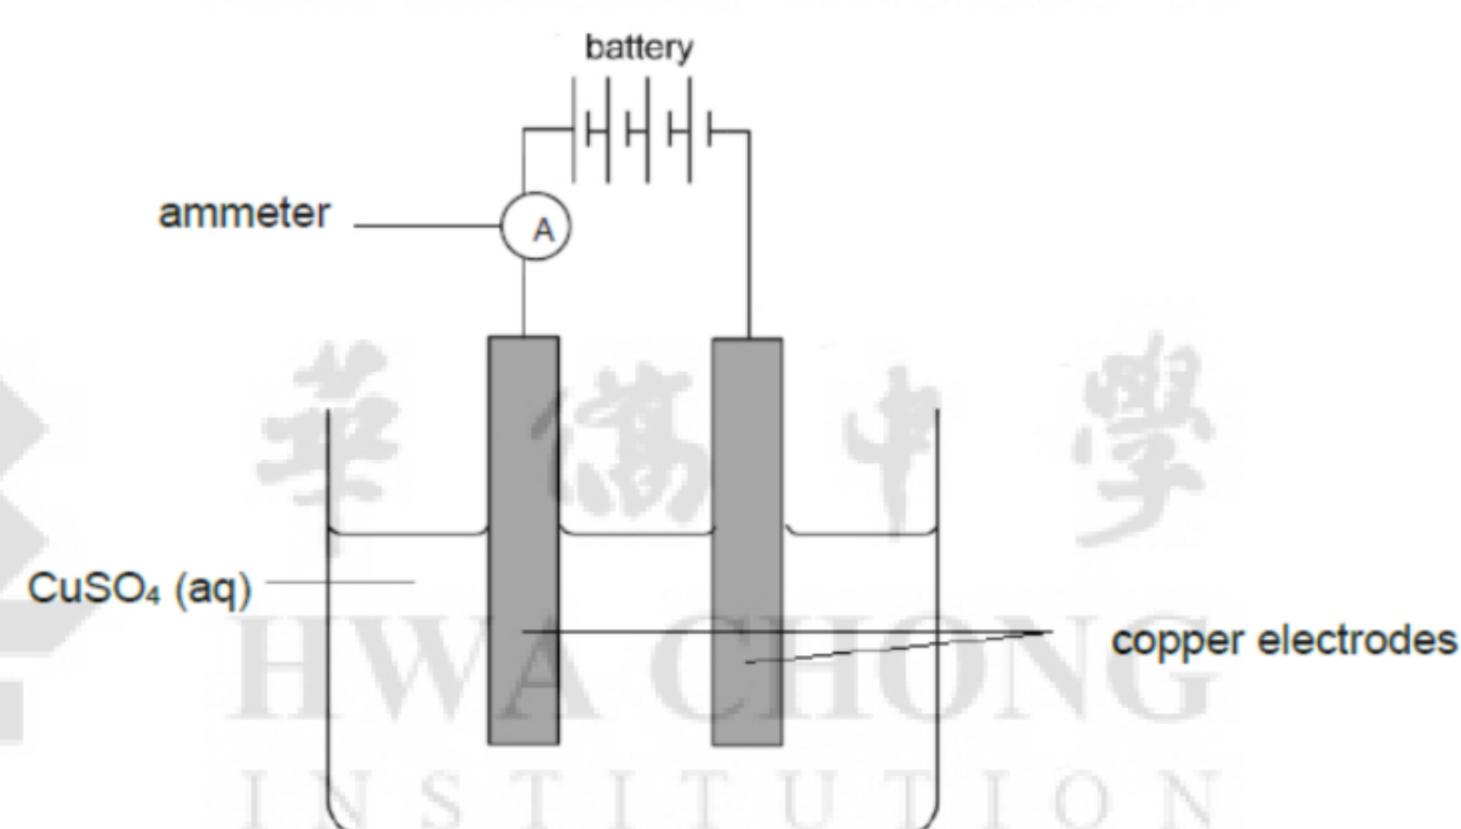 battery
ammeter
A
華僑中學
CuSO₄ (aq)
copper electrodes
HWA CHONG
INSTITUTION